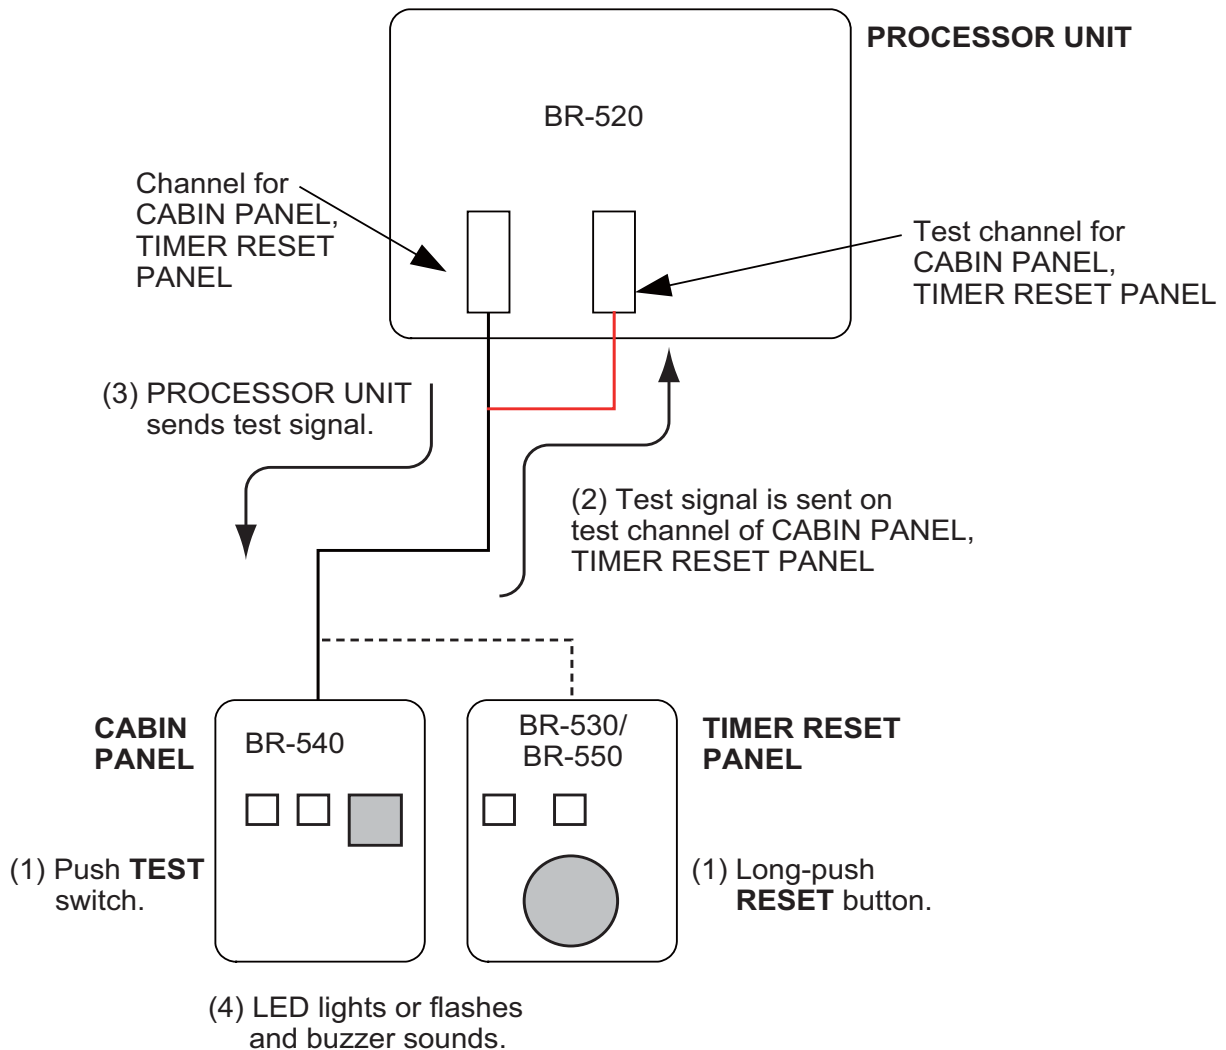 PROCESSOR UNIT
BR-520
Channel for
CABIN PANEL,
TIMER RESET
PANEL
Test channel for
CABIN PANEL,
TIMER RESET PANEL
(3) PROCESSOR UNIT
sends test signal.
(2) Test signal is sent on
test channel of CABIN PANEL,
TIMER RESET PANEL
CABIN
PANEL
BR-540
BR-530/
BR-550
TIMER RESET
PANEL
(1) Push TEST
switch.
(1) Long-push
RESET button.
(4) LED lights or flashes
and buzzer sounds.